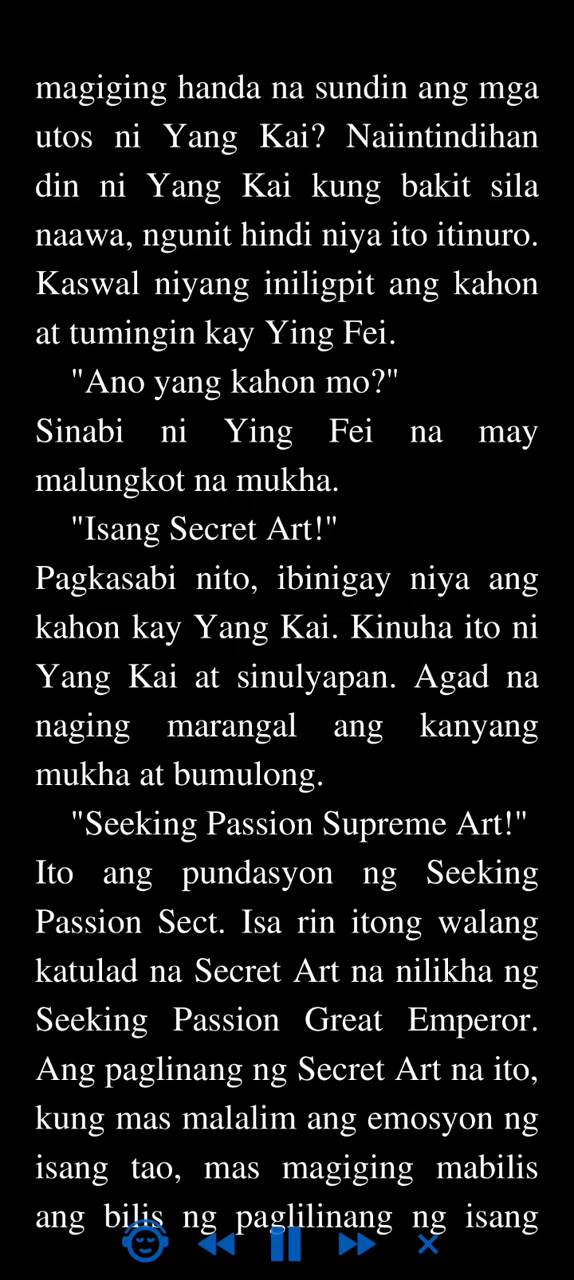 magiging handa na sundin ang mga
utos ni Yang Kai? Naiintindihan
din ni Yang Kai kung bakit sila
naawa, ngunit hindi niya ito itinuro.
Kaswal niyang iniligpit ang kahon
at tumingin kay Ying Fei.
"Ano yang kahon mo?"
Sinabi ni Ying Fei na may
malungkot na mukha.
"Isang Secret Art!"
Pagkasabi nito, ibinigay niya ang
kahon kay Yang Kai. Kinuha ito ni
Yang Kai at sinulyapan. Agad na
naging marangal ang kanyang
mukha at bumulong.
"Seeking Passion Supreme Art!"
Ito ang pundasyon ng Seeking
Passion Sect. Isa rin itong walang
katulad na Secret Art na nilikha ng
Seeking Passion Great Emperor.
Ang paglinang ng Secret Art na ito,
kung mas malalim ang emosyon ng
isang tao, mas magiging mabilis
ang bilis ng paglilinang ng isang